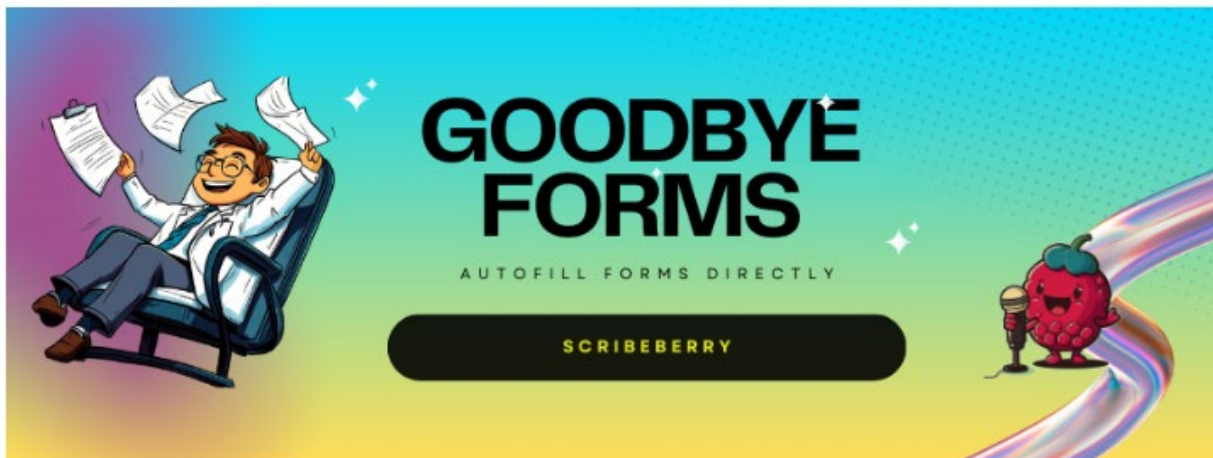 GOODBYE
FORMS
AUTOFILL FORMS DIRECTLY
SCRIBEBERRY